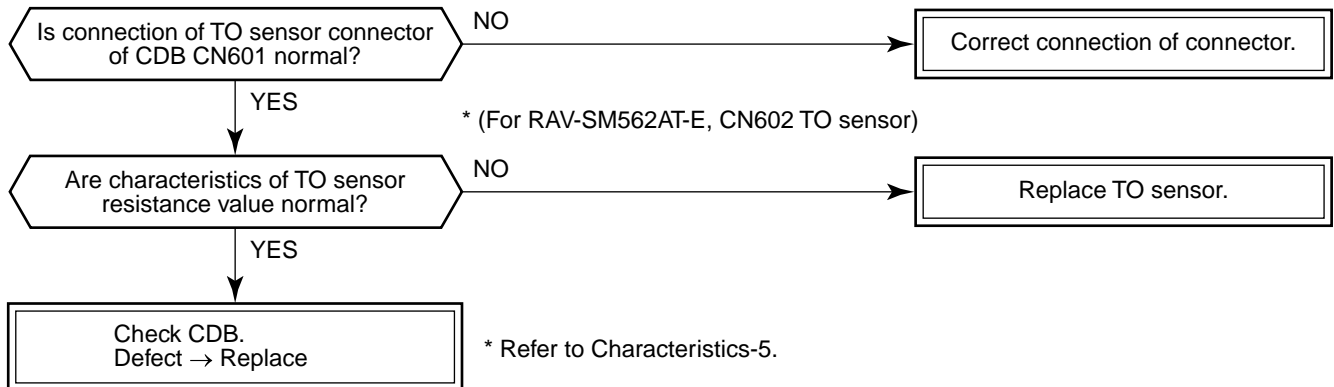 Is connection of TO sensor connector
of CDB CN601 normal?
NO
Correct connection of connector.
YES
* (For RAV-SM562AT-E, CN602 TO sensor)
Are characteristics of TO sensor
resistance value normal?
NO
Replace TO sensor.
YES
Check CDB.
Defect → Replace
* Refer to Characteristics-5.